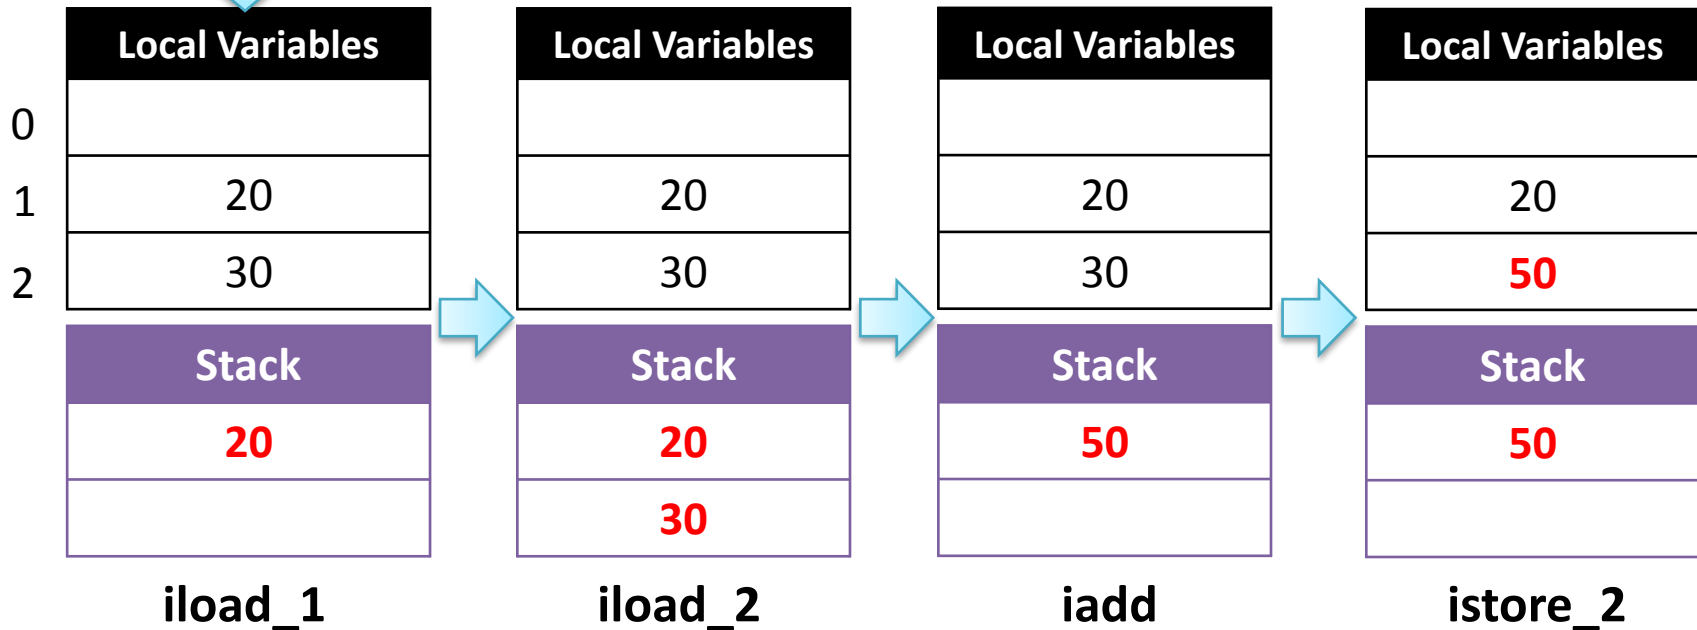 Local Variables Local Variables Local Variables Local Variables
0
1 20 20 20 20
2 30 30 30 50
Stack Stack Stack Stack
20 20 50 50
30
iload_1 iload_2 iadd istore_2